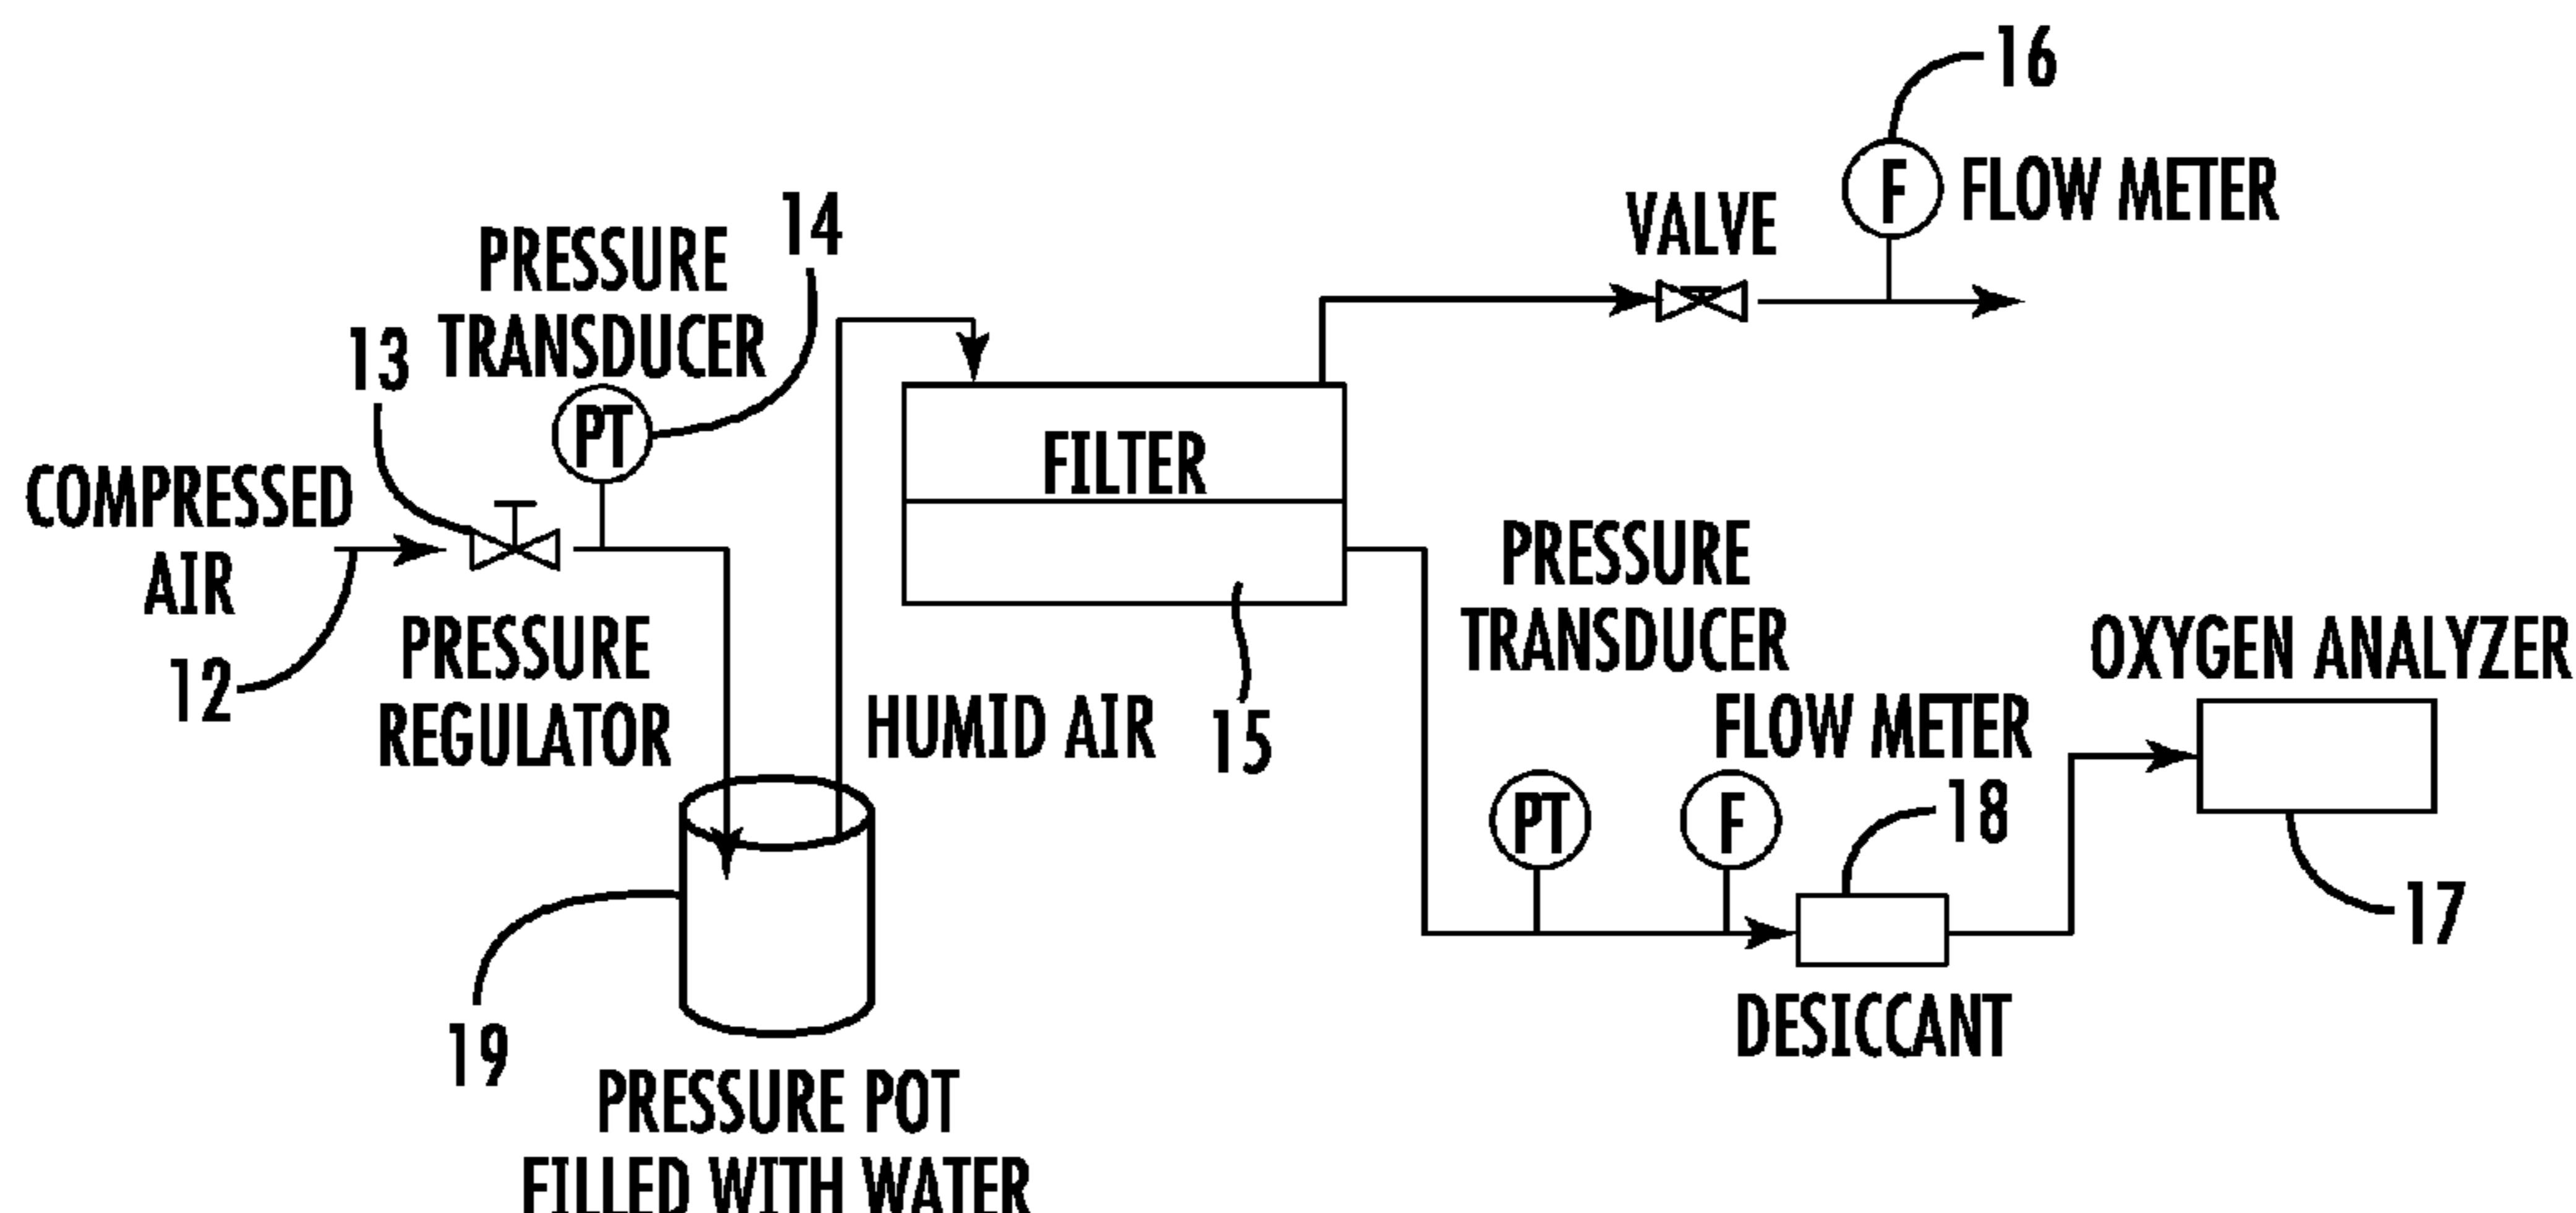 16
F
FLOW METER
VALVE
14
PRESSURE
TRANSDUCER
13
PT
COMPRESSED
AIR
12
PRESSURE
REGULATOR
FILTER
HUMID AIR
15
PRESSURE
TRANSDUCER
FLOW METER
OXYGEN ANALYZER
PT
F
18
17
DESICCANT
19
PRESSURE POT
FILLED WITH WATER